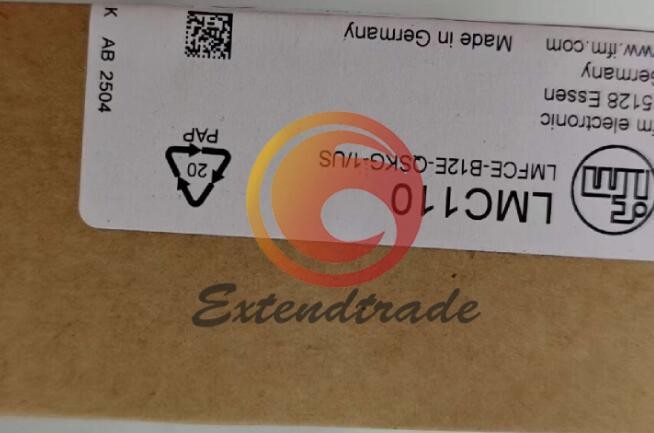 ifm
LMC110
LMFCE-B12E-QSKG-1/US
fm electronic
5128 Essen
Germany
www.ifm.com
Made in Germany
20
PAP
K AB 2504
Extendtrade